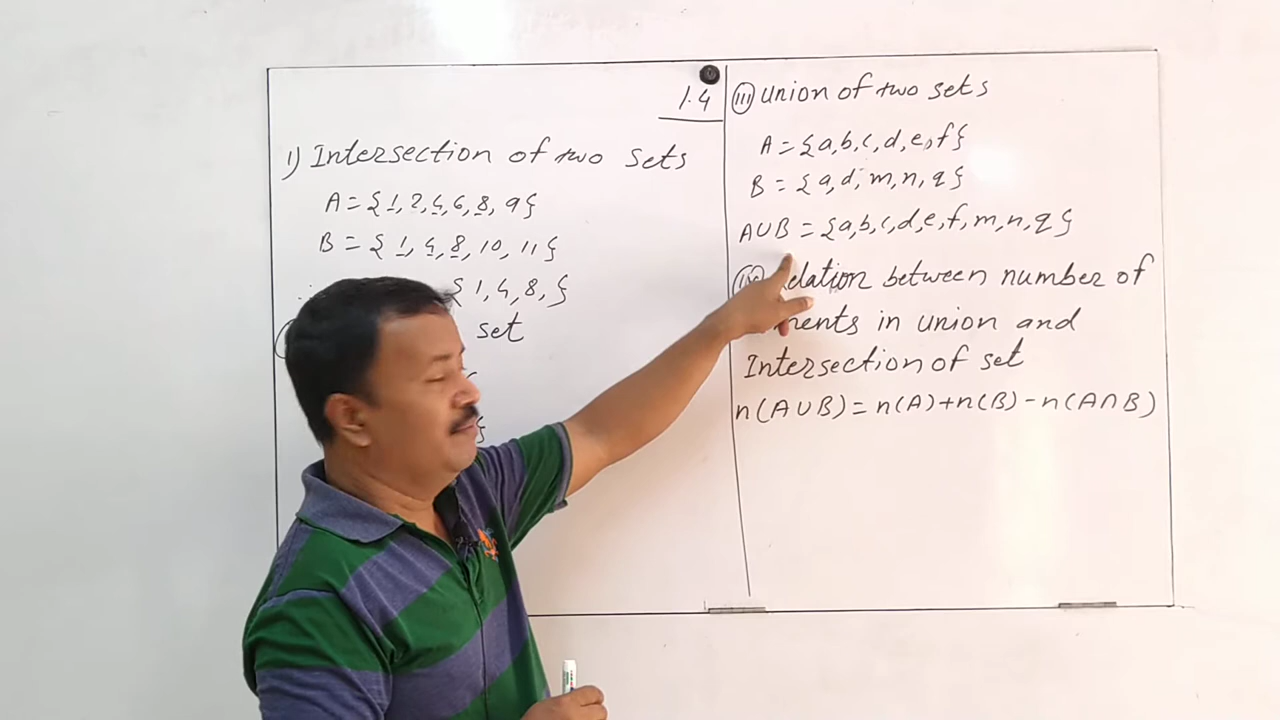 1.4
1) Intersection of two sets
A = { 1, 2, 4, 6, 8, 9 }
B = { 1, 4, 8, 10, 11 }
{ 1, 4, 8, }
set
(iii) union of two sets
A = { a, b, c, d, e, f }
B = { a, d, m, n, q }
A∪B = { a, b, c, d, e, f, m, n, q }
between number of
in union and
Intersection of set
n(A∪B) = n(A) + n(B) - n(A∩B)